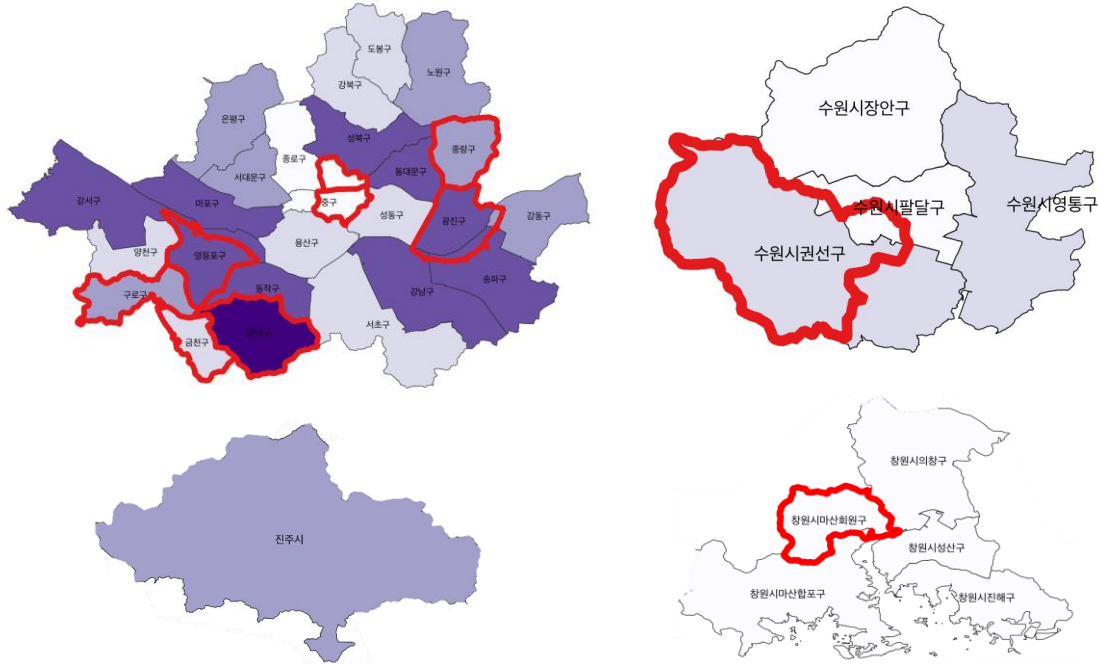 도봉구
노원구
강북구
은평구
성북구
중랑구
종로구
동대문구
서대문구
강서구
마포구
중구
성동구
광진구
강동구
양천구
용산구
영등포구
송파구
구로구
동작구
강남구
관악구
서초구
금천구
수원시장안구
수원시팔달구
수원시영통구
수원시권선구
진주시
창원시의창구
창원시마산회원구
창원시성산구
창원시마산합포구
창원시진해구